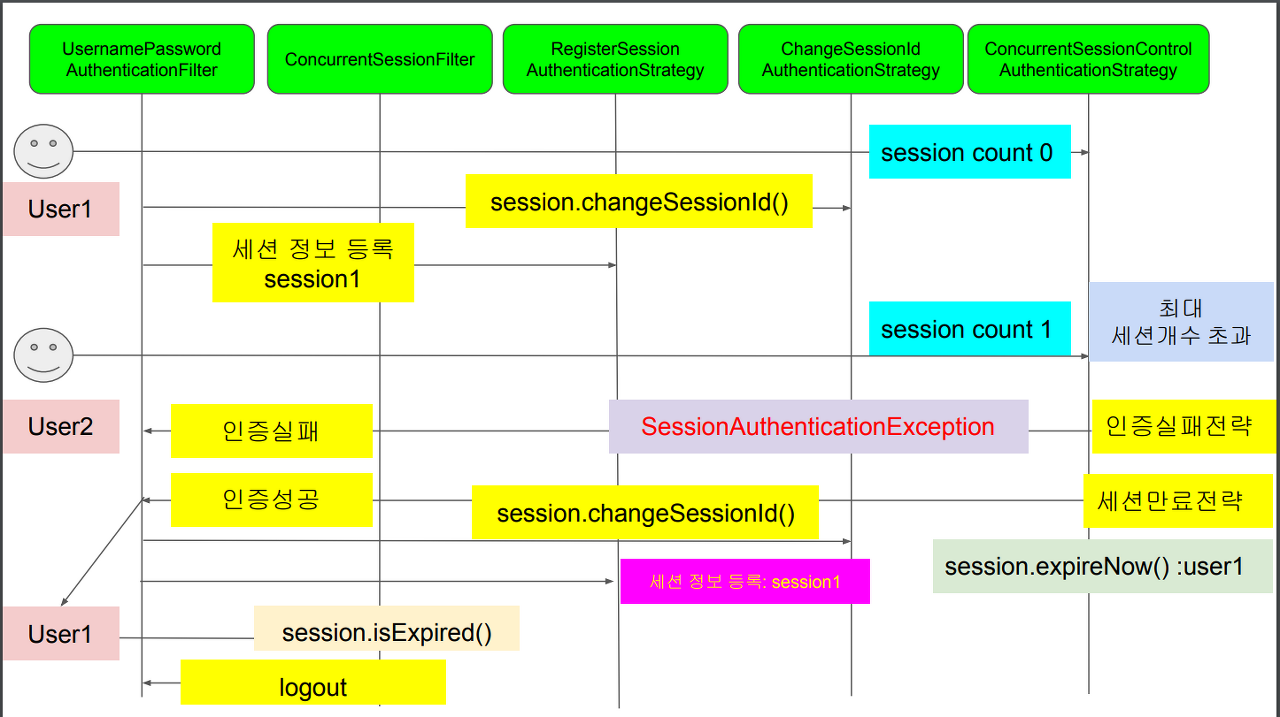 UsernamePassword
AuthenticationFilter
ConcurrentSessionFilter
RegisterSession
AuthenticationStrategy
ChangeSessionId
AuthenticationStrategy
ConcurrentSessionControl
AuthenticationStrategy
session count 0
User1
session.changeSessionId()
세션 정보 등록
session1
session count 1
최대
세션개수 초과
User2
인증실패
SessionAuthenticationException
인증실패전략
인증성공
session.changeSessionId()
세션만료전략
session.expireNow() :user1
세션 정보 등록: session1
User1
session.isExpired()
logout